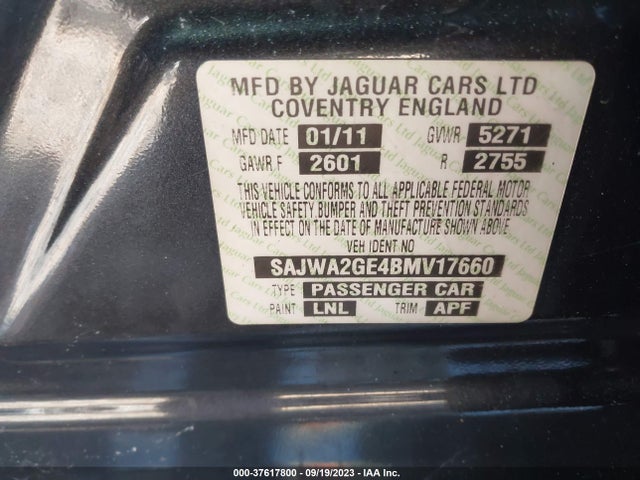 MFD BY JAGUAR CARS LTD
COVENTRY ENGLAND
MFD DATE 01/11 GVWR 5271
GAWR F 2601 R 2755
THIS VEHICLE CONFORMS TO ALL APPLICABLE FEDERAL MOTOR
VEHICLE SAFETY, BUMPER AND THEFT PREVENTION STANDARDS
IN EFFECT ON THE DATE OF MANUFACTURE SHOWN ABOVE
VEH IDENT NO
SAJWA2GE4BMV17660
TYPE PASSENGER CAR
PAINT LNL TRIM APF
000-37617800 - 09/19/2023 - IAA Inc.